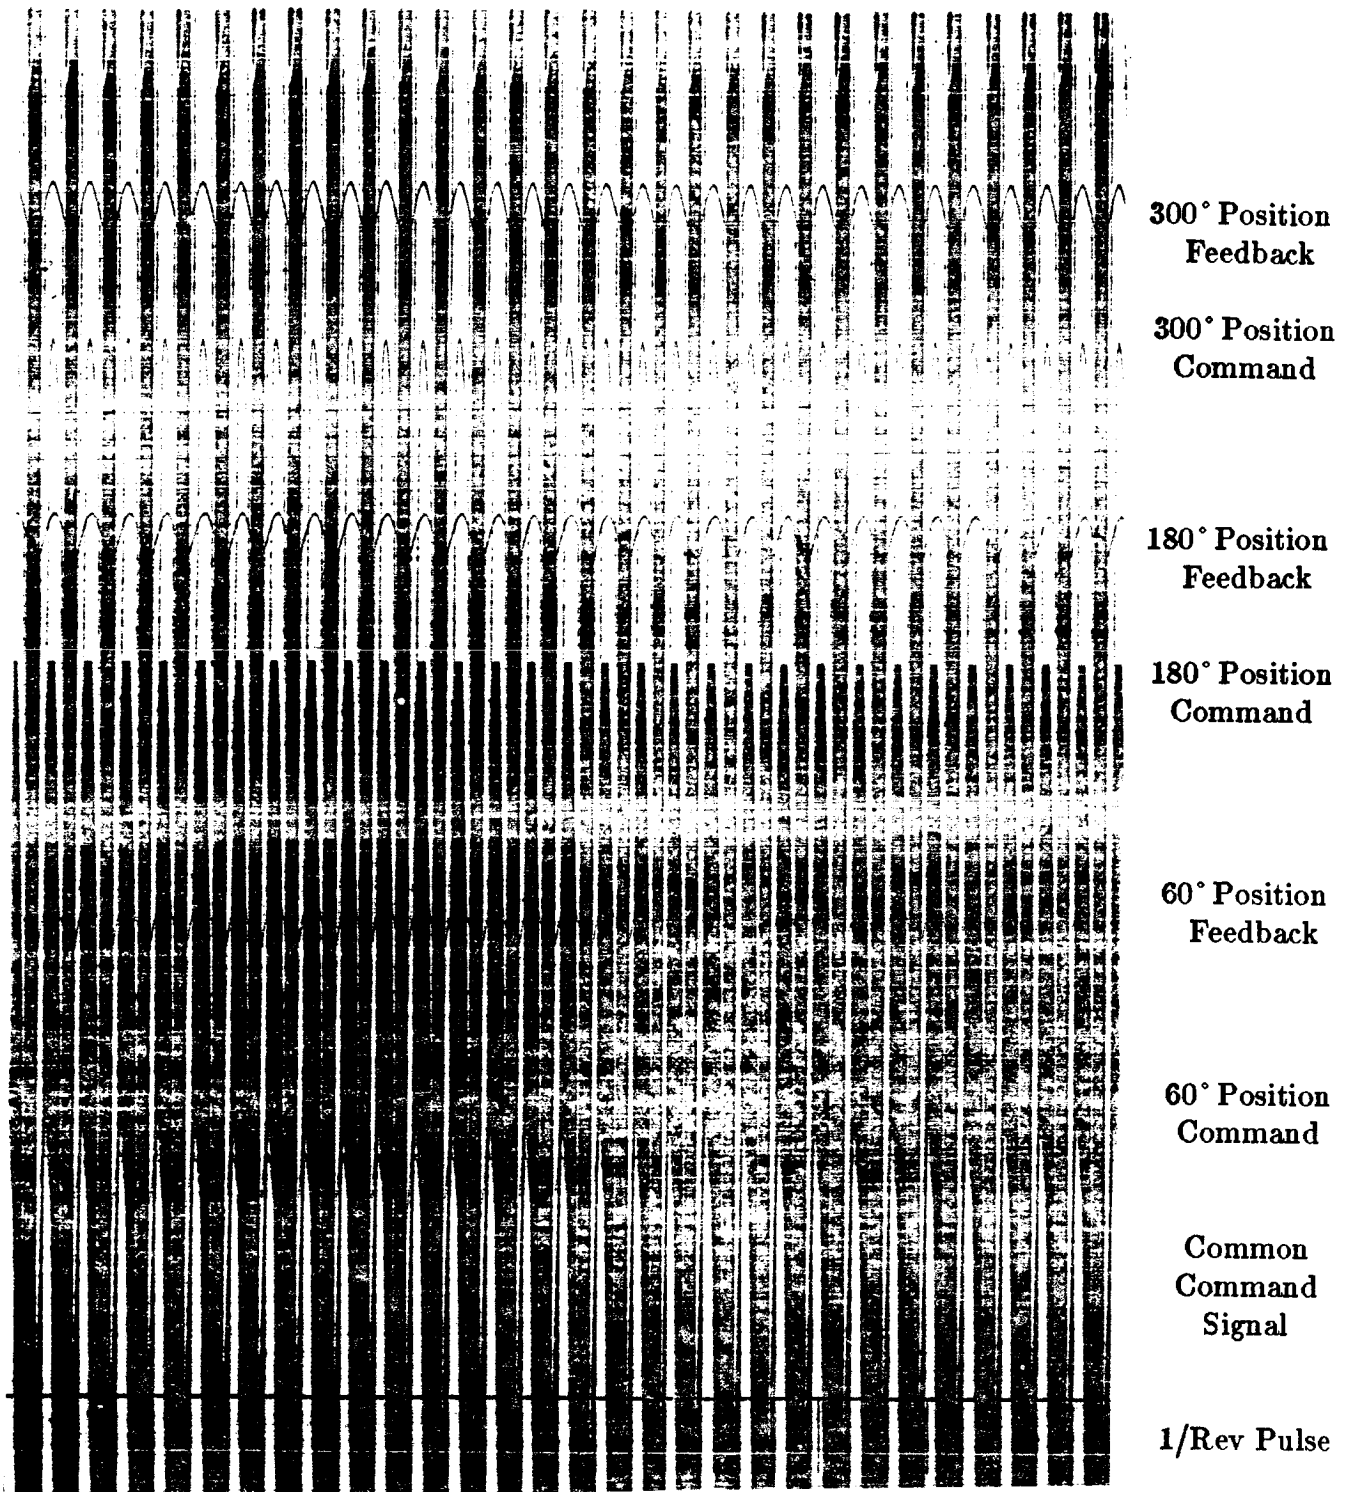 300° Position
Feedback
300° Position
Command
180° Position
Feedback
180° Position
Command
60° Position
Feedback
60° Position
Command
Common
Command
Signal
1/Rev Pulse